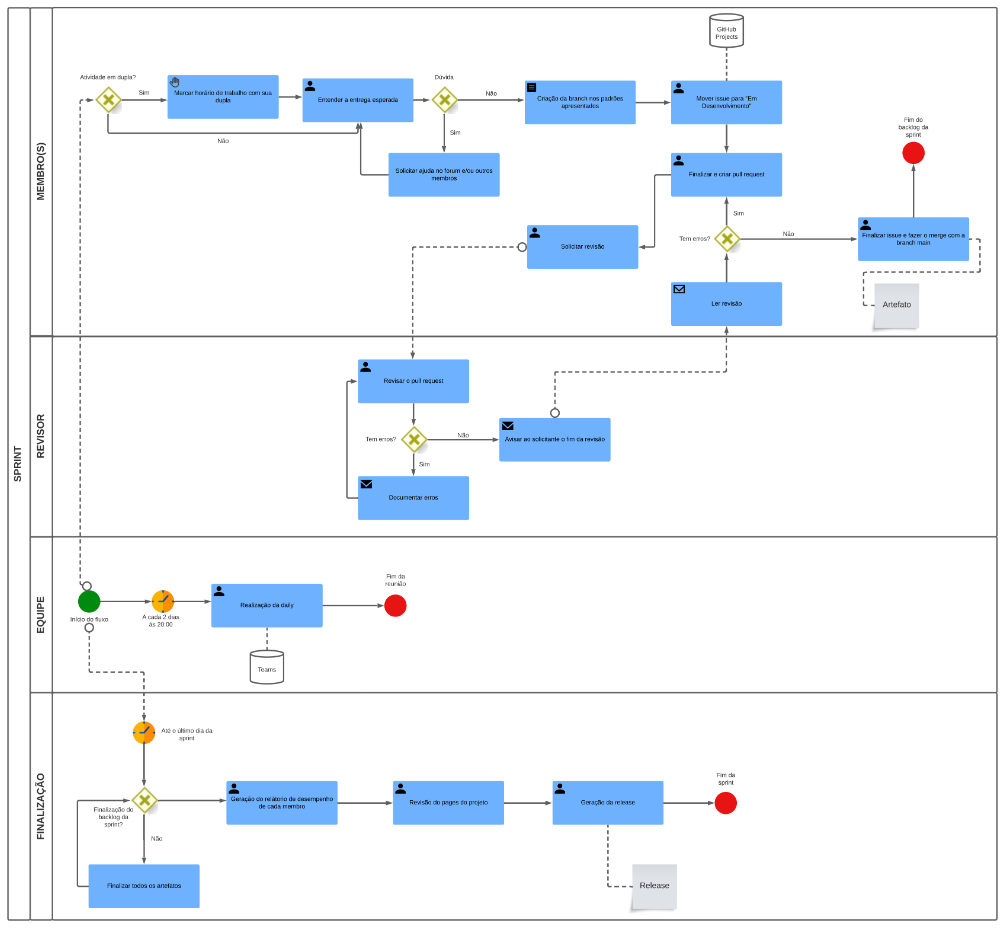 SPRINT
MEMBRO(S)
GitHub
Projects
Atividade em dupla?
Sim
Marcar horário de trabalho com sua
dupla
Entender a entrega esperada
Dúvida
Não
Criação da branch nos padrões
apresentados
Mover issue para "Em
Desenvolvimento"
Fim do
backlog da
sprint
Não
Sim
Solicitar ajuda no forum e/ou outros
membros
Finalizar e criar pull request
Sim
Solicitar revisão
Tem erros?
Não
Finalizar issue e fazer o merge com a
branch main
Ler revisão
Artefato
REVISOR
Revisar o pull request
Tem erros?
Não
Avisar ao solicitante o fim da revisão
Sim
Documentar erros
EQUIPE
Início do fluxo
A cada 2 dias
às 20:00
Realização da daily
Fim da
reunião
Teams
FINALIZAÇÃO
Até o último dia da
sprint
Finalização do
backlog da
sprint?
Geração do relátorio de desempenho
de cada membro
Revisão do pages do projeto
Geração da release
Fim da
sprint
Não
Finalizar todos os artefatos
Release